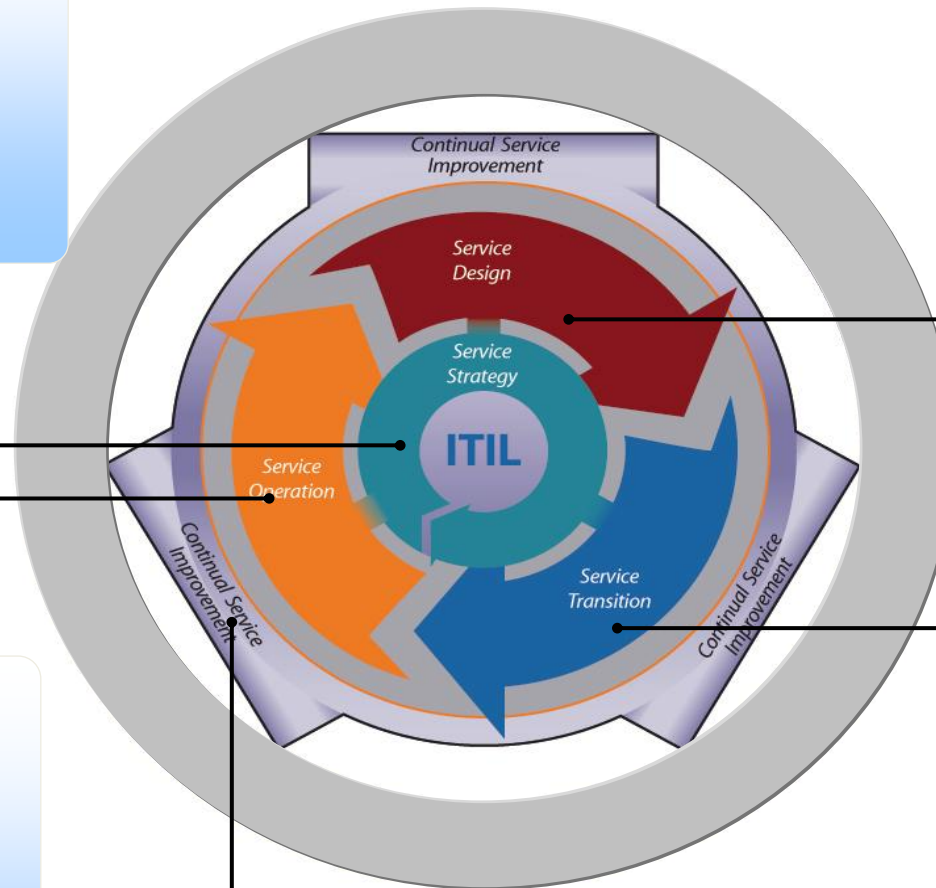 Continual Service
Improvement
Service
Design
Service
Strategy
ITIL
Service
Operation
Service
Transition
Continual Service
Improvement
Continual Service
Improvement